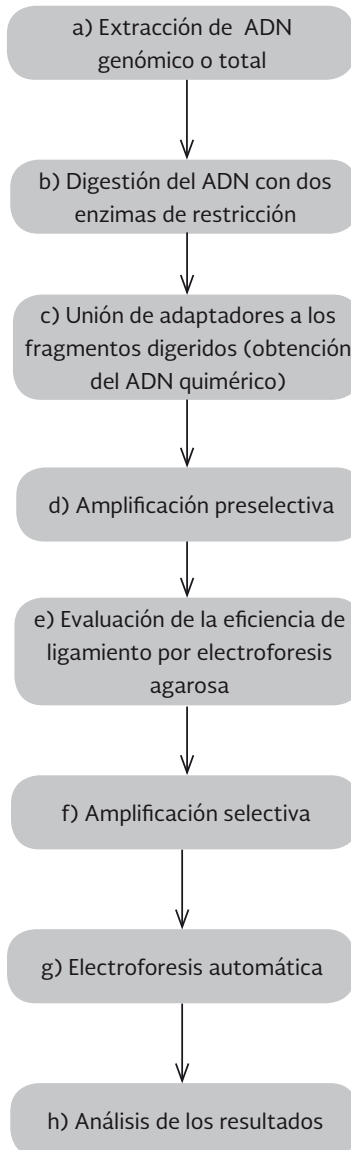 a) Extracción de ADN
genómico o total
b) Digestión del ADN con dos
enzimas de restricción
c) Unión de adaptadores a los
fragmentos digeridos (obtención
del ADN quimérico)
d) Amplificación preselectiva
e) Evaluación de la eficiencia de
ligamiento por electroforesis
agarosa
f) Amplificación selectiva
g) Electroforesis automática
h) Análisis de los resultados